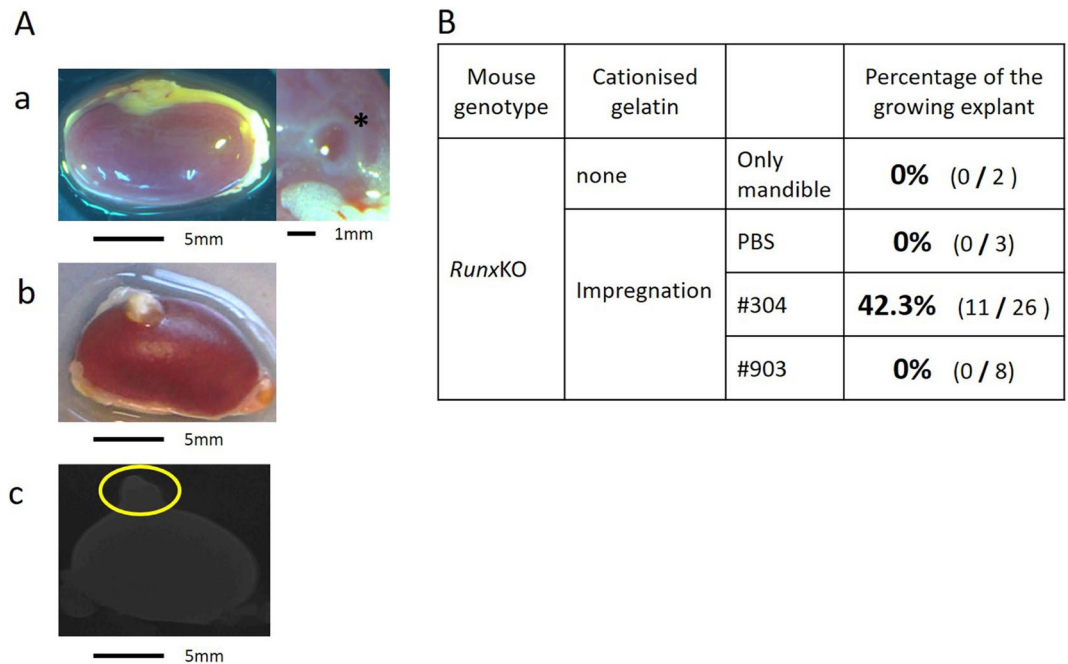 A
B
a
*
5mm
1mm
b
5mm
c
5mm
Mouse
genotype
Cationised
gelatin
Percentage of the
growing explant
RunxKO
none
Only
mandible
0% (0 / 2 )
Impregnation
PBS
0% (0 / 3)
#304
42.3% (11 / 26 )
#903
0% (0 / 8)